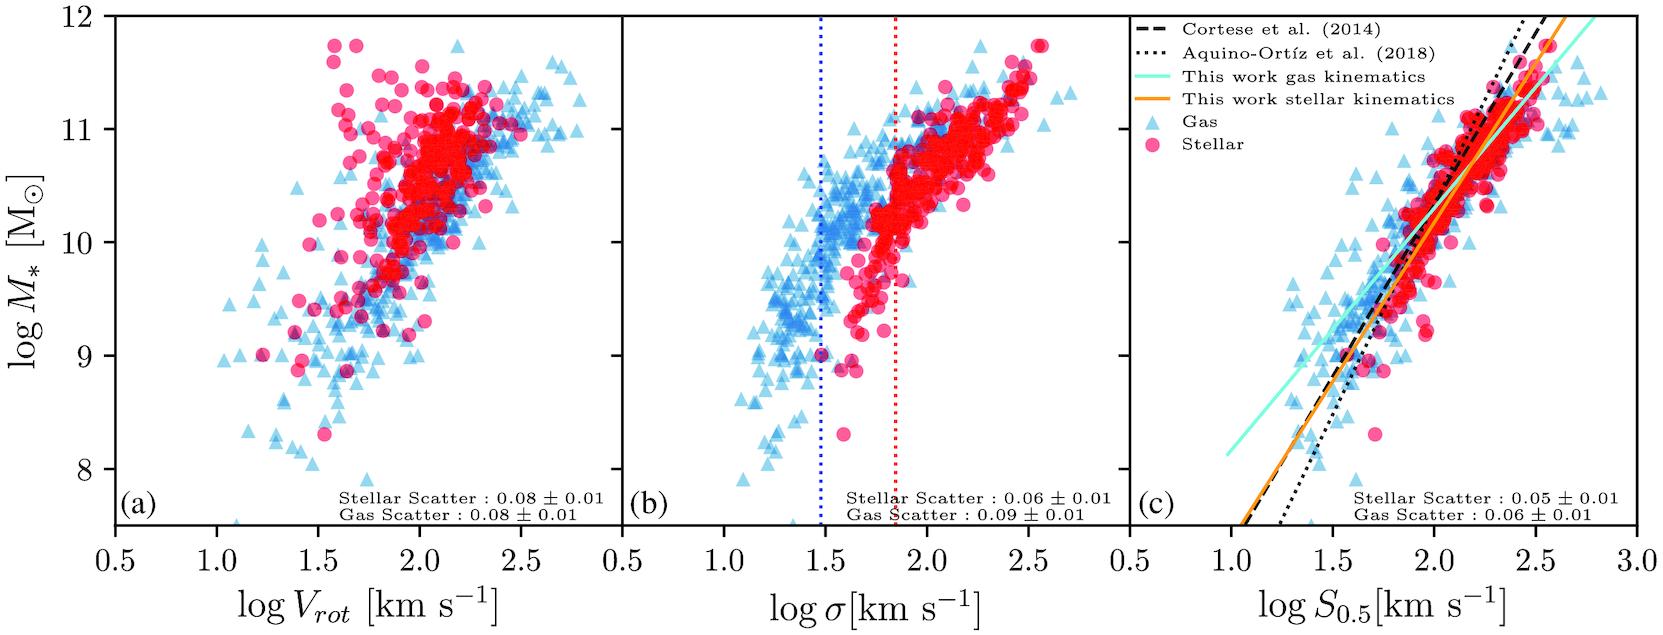 12
11
10
9
8
log M* [M⊙]
(a)
Stellar Scatter : 0.08 ± 0.01
Gas Scatter : 0.08 ± 0.01
0.5 1.0 1.5 2.0 2.5
log V_rot [km s⁻¹]
(b)
Stellar Scatter : 0.06 ± 0.01
Gas Scatter : 0.09 ± 0.01
0.5 1.0 1.5 2.0 2.5
log σ[km s⁻¹]
Cortese et al. (2014)
Aquino-Ortíz et al. (2018)
This work gas kinematics
This work stellar kinematics
Gas
Stellar
(c)
Stellar Scatter : 0.05 ± 0.01
Gas Scatter : 0.06 ± 0.01
0.5 1.0 1.5 2.0 2.5 3.0
log S₀.₅[km s⁻¹]